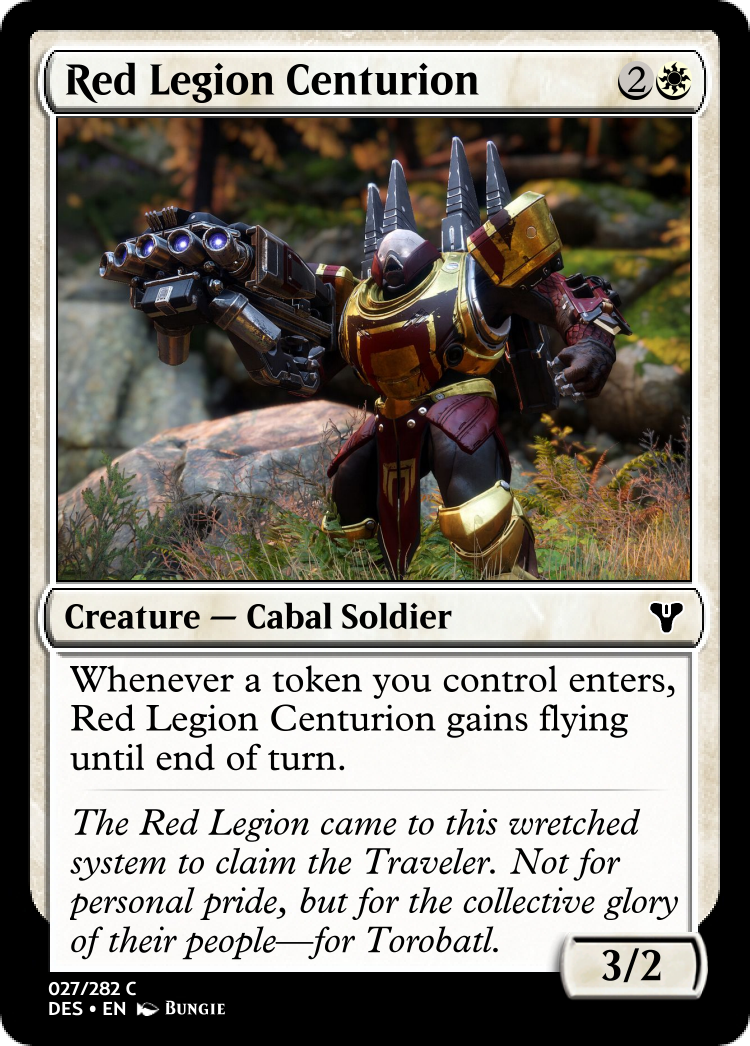 Red Legion Centurion 2
Creature — Cabal Soldier
Whenever a token you control enters,
Red Legion Centurion gains flying
until end of turn.
The Red Legion came to this wretched
system to claim the Traveler. Not for
personal pride, but for the collective glory
of their people—for Torobatl.
3/2
027/282 C
DES • EN Bungie